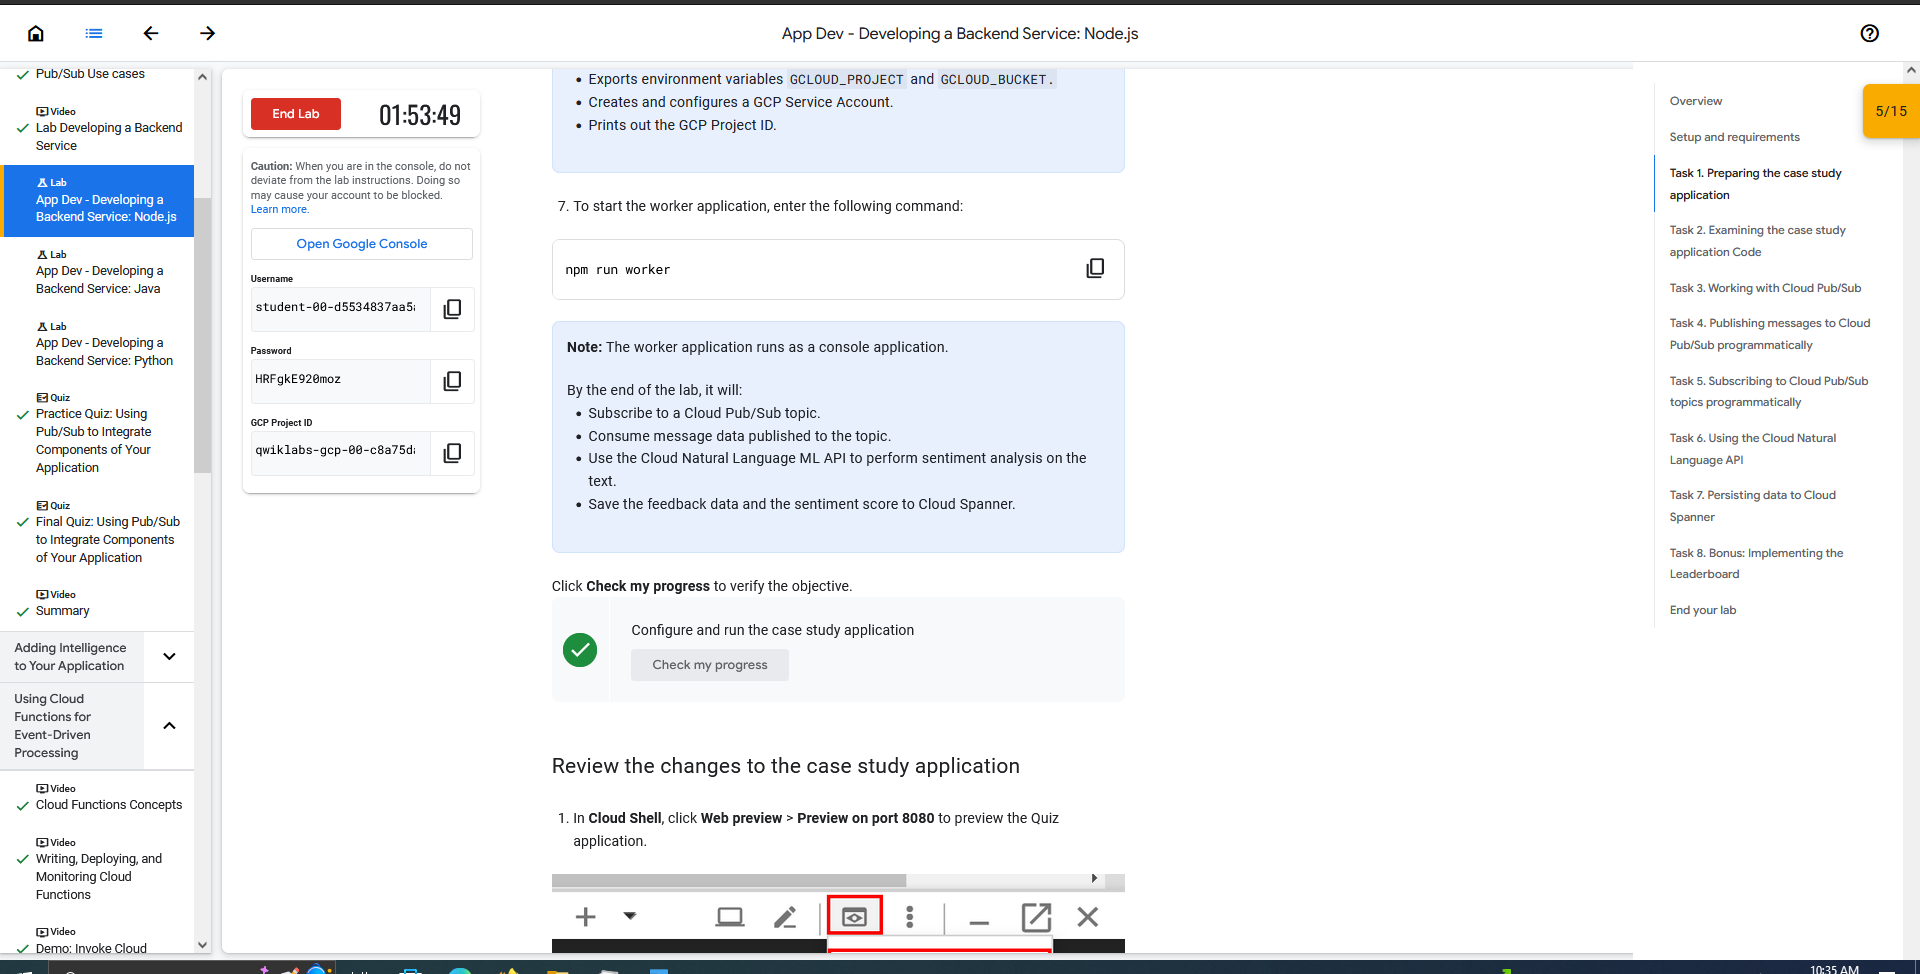 App Dev - Developing a Backend Service: Node.js
Pub/Sub Use cases
Video
Lab Developing a Backend
Service
Lab
App Dev - Developing a
Backend Service: Node.js
Lab
App Dev - Developing a
Backend Service: Java
Lab
App Dev - Developing a
Backend Service: Python
Quiz
Practice Quiz: Using
Pub/Sub to Integrate
Components of Your
Application
Quiz
Final Quiz: Using Pub/Sub
to Integrate Components
of Your Application
Video
Summary
Adding Intelligence
to Your Application
Using Cloud
Functions for
Event-Driven
Processing
Video
Cloud Functions Concepts
Video
Writing, Deploying, and
Monitoring Cloud
Functions
Video
Demo: Invoke Cloud
End Lab
01:53:49
Caution: When you are in the console, do not
deviate from the lab instructions. Doing so
may cause your account to be blocked.
Learn more.
Open Google Console
Username
student-00-d5534837aa5
Password
HRFgkE920moz
GCP Project ID
qwiklabs-gcp-00-c8a75d
• Exports environment variables GCLOUD_PROJECT and GCLOUD_BUCKET.
• Creates and configures a GCP Service Account.
• Prints out the GCP Project ID.
7. To start the worker application, enter the following command:
npm run worker
Note: The worker application runs as a console application.
By the end of the lab, it will:
• Subscribe to a Cloud Pub/Sub topic.
• Consume message data published to the topic.
• Use the Cloud Natural Language ML API to perform sentiment analysis on the
text.
• Save the feedback data and the sentiment score to Cloud Spanner.
Click Check my progress to verify the objective.
Configure and run the case study application
Check my progress
Review the changes to the case study application
1. In Cloud Shell, click Web preview > Preview on port 8080 to preview the Quiz
application.
Overview
Setup and requirements
Task 1. Preparing the case study
application
Task 2. Examining the case study
application Code
Task 3. Working with Cloud Pub/Sub
Task 4. Publishing messages to Cloud
Pub/Sub programmatically
Task 5. Subscribing to Cloud Pub/Sub
topics programmatically
Task 6. Using the Cloud Natural
Language API
Task 7. Persisting data to Cloud
Spanner
Task 8. Bonus: Implementing the
Leaderboard
End your lab
5/15
10:35 AM